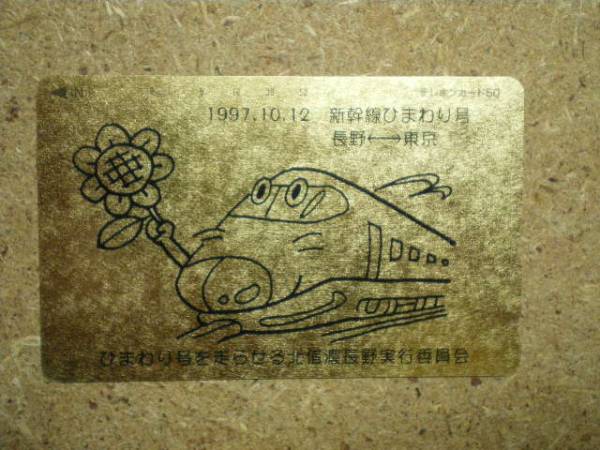 ◀IN テレホンカード50
1997.10.12 新幹線ひまわり号
長野⟷東京
ひまわり号を走らせる北信濃長野実行委員会